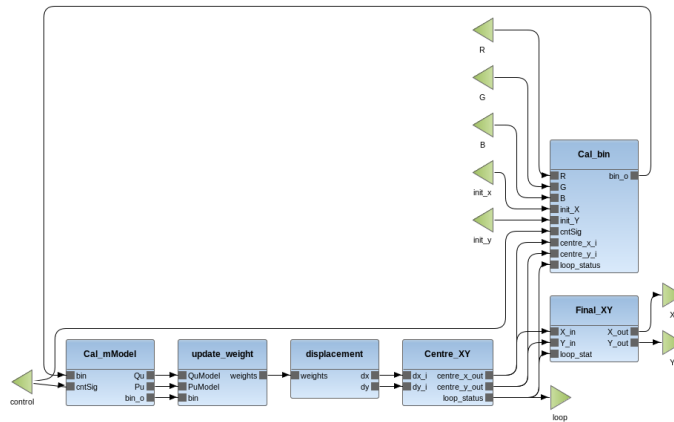 R
G
B
init_x
init_y
Cal_bin
R bin_o
G
B
init_X
init_Y
cntSig
centre_x_i
centre_y_i
loop_status
Final_XY
X_in X_out
Y_in Y_out
loop_stat
X
Y
Cal_mModel
bin Qu
cntSig Pu
bin_o
update_weight
QuModel weights
PuModel
bin
displacement
weights dx
dy
Centre_XY
dx_i centre_x_out
dy_i centre_y_out
loop_status
control
loop